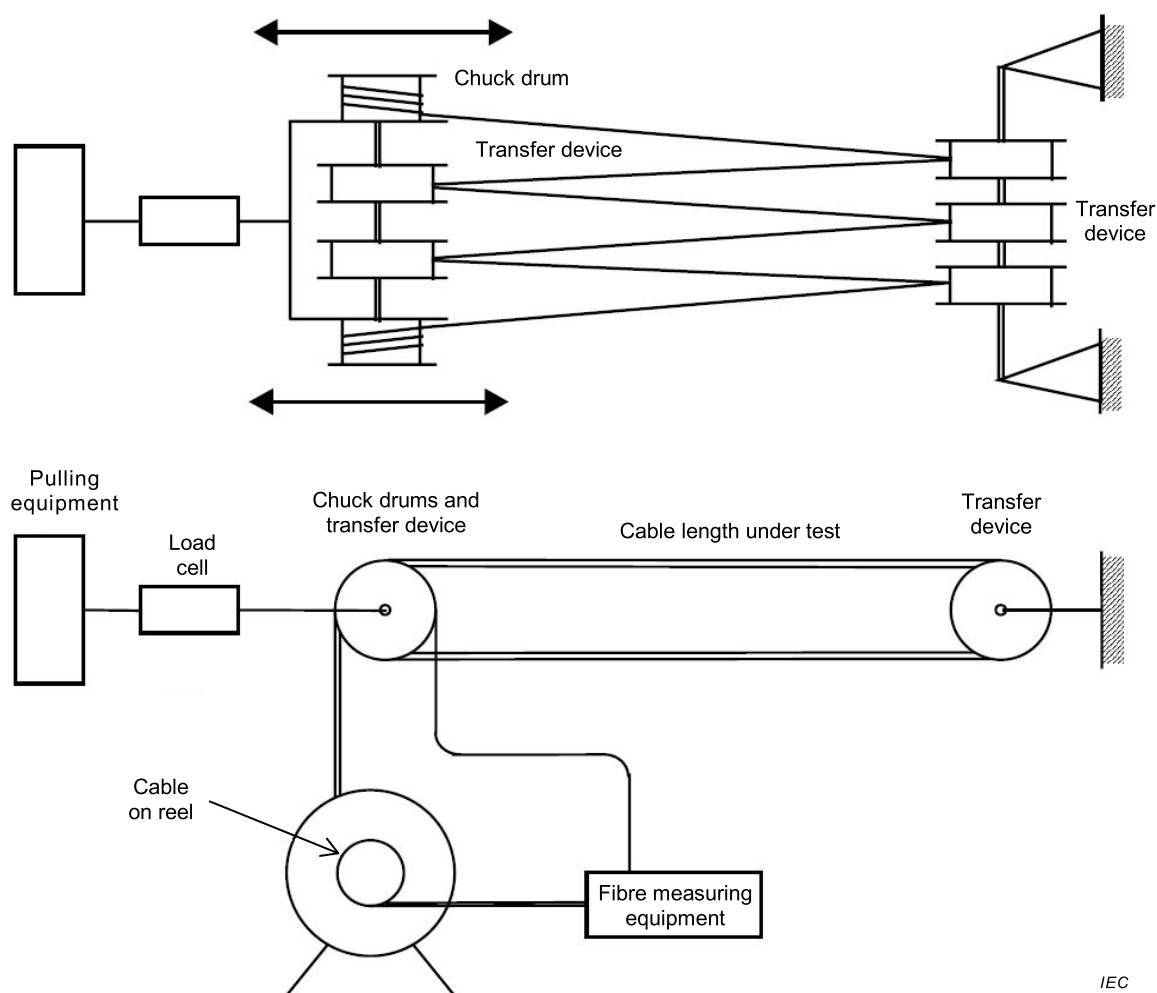 Chuck drum
Transfer device
Transfer
device
Pulling
equipment
Load
cell
Chuck drums and
transfer device
Cable length under test
Transfer
device
Cable
on reel
Fibre measuring
equipment
IEC